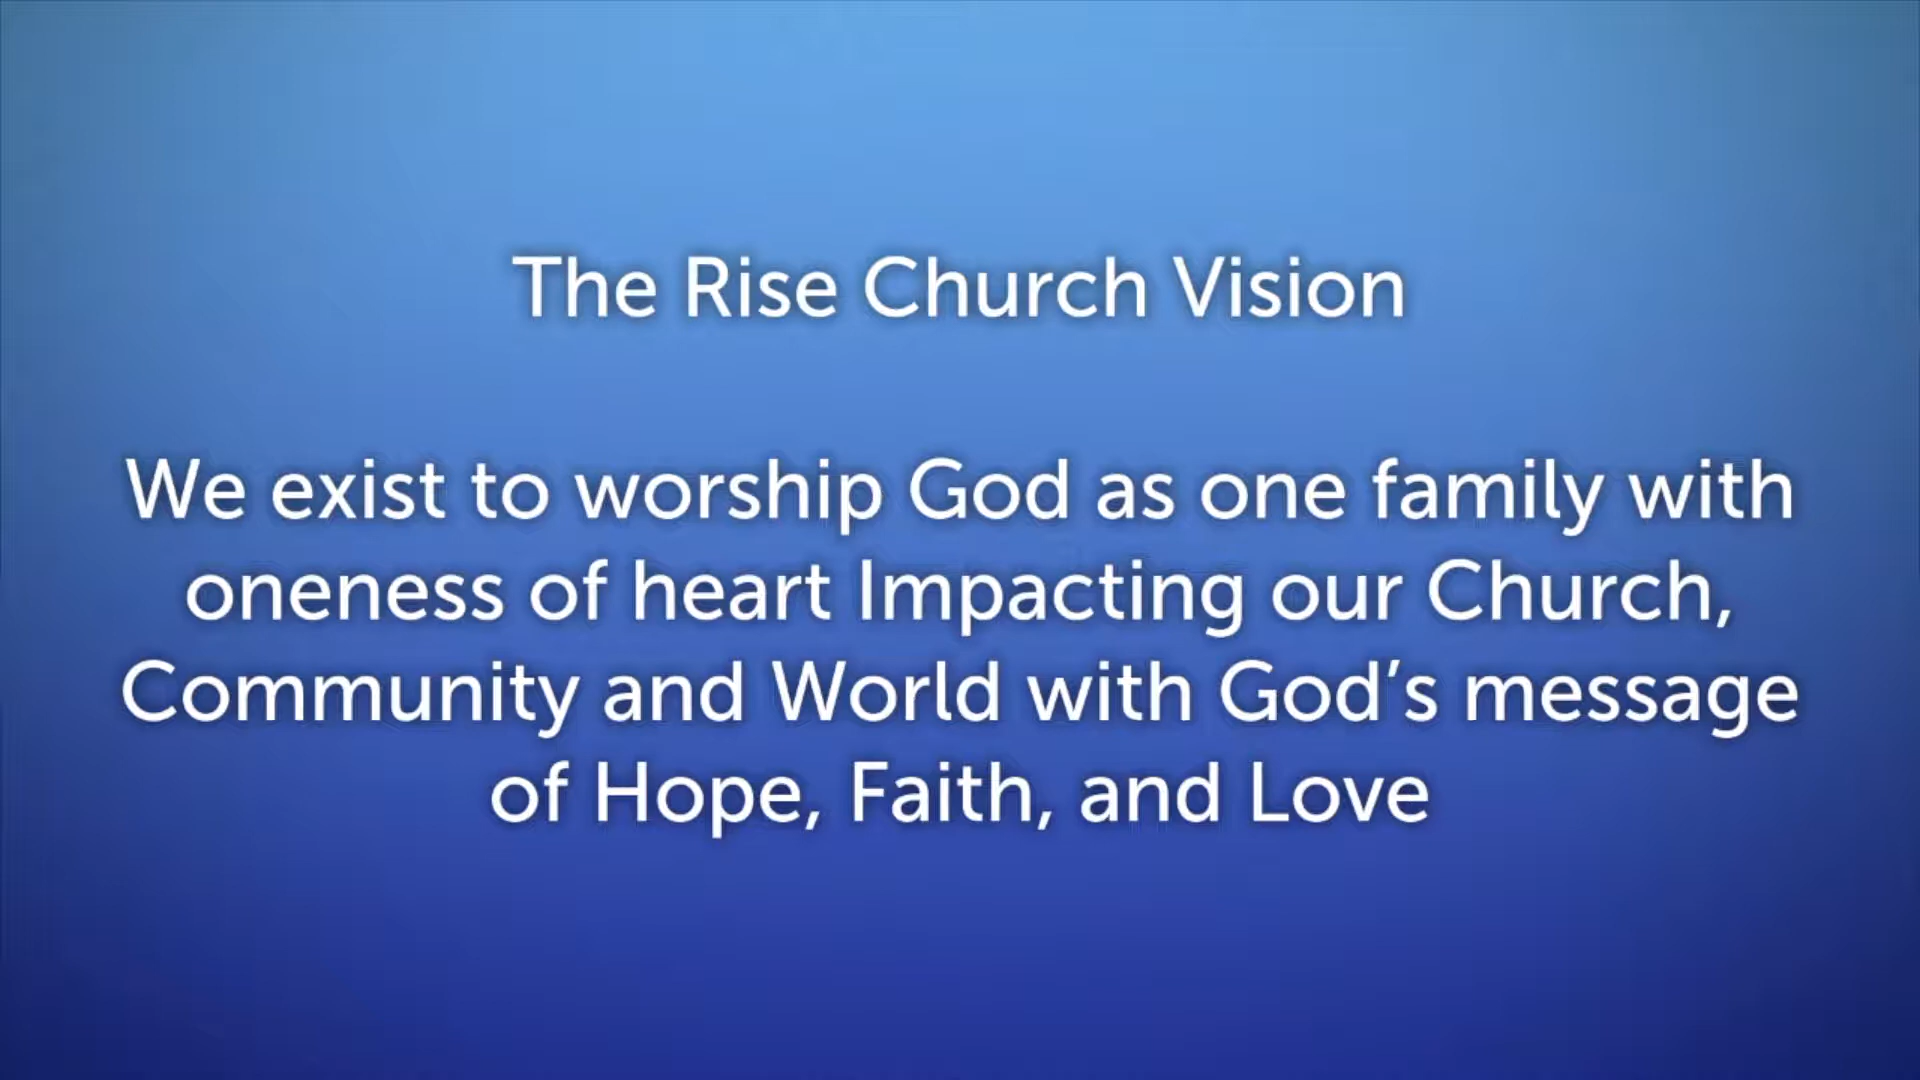 The Rise Church Vision
We exist to worship God as one family with
oneness of heart Impacting our Church,
Community and World with God’s message
of Hope, Faith, and Love